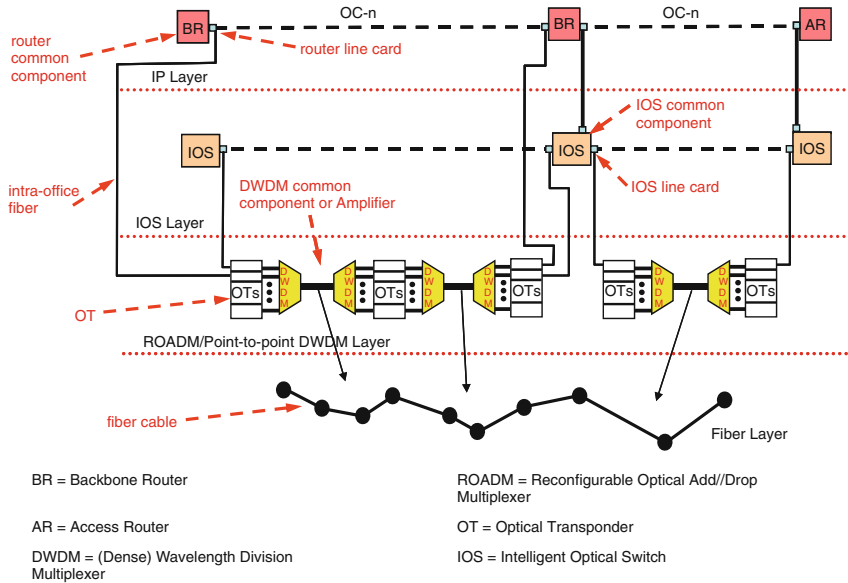 OC-n
OC-n
BR
BR
AR
router
common
component
router line card
IP Layer
IOS common
component
IOS
IOS
IOS
DWDM common
component or Amplifier
IOS line card
intra-office
fiber
IOS Layer
OTs
DWDM
DWDM
OTs
DWDM
DWDM
OTs
OTs
DWDM
DWDM
OTs
OT
ROADM/Point-to-point DWDM Layer
fiber cable
Fiber Layer
BR = Backbone Router
ROADM = Reconfigurable Optical Add//Drop
Multiplexer
AR = Access Router
OT = Optical Transponder
DWDM = (Dense) Wavelength Division
Multiplexer
IOS = Intelligent Optical Switch